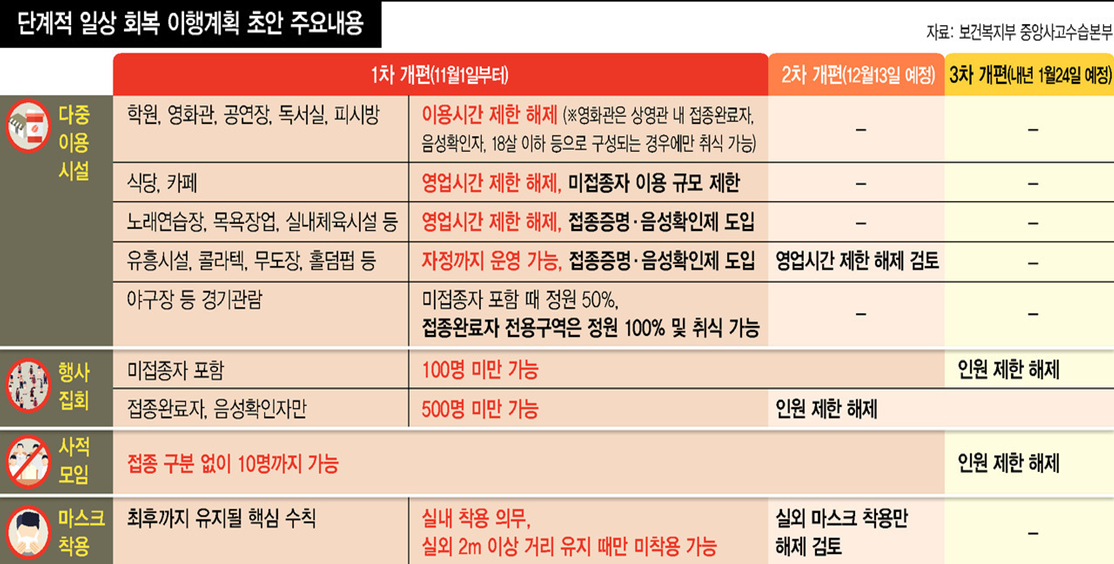 단계적 일상 회복 이행계획 초안 주요내용
자료: 보건복지부 중앙사고수습본부
1차 개편(11월1일부터)
2차 개편(12월13일 예정)
3차 개편(내년 1월24일 예정)
다중
이용
시설
학원, 영화관, 공연장, 독서실, 피시방
이용시간 제한 해제 (※영화관은 상영관 내 접종완료자,
음성확인자, 18살 이하 등으로 구성되는 경우에만 취식 가능)
–
–
식당, 카페
영업시간 제한 해제, 미접종자 이용 규모 제한
–
–
노래연습장, 목욕장업, 실내체육시설 등
영업시간 제한 해제, 접종증명·음성확인제 도입
–
–
유흥시설, 콜라텍, 무도장, 홀덤펍 등
자정까지 운영 가능, 접종증명·음성확인제 도입
영업시간 제한 해제 검토
–
야구장 등 경기관람
미접종자 포함 때 정원 50%,
접종완료자 전용구역은 정원 100% 및 취식 가능
–
–
행사
집회
미접종자 포함
100명 미만 가능
인원 제한 해제
접종완료자, 음성확인자만
500명 미만 가능
인원 제한 해제
사적
모임
접종 구분 없이 10명까지 가능
인원 제한 해제
마스크
착용
최후까지 유지될 핵심 수칙
실내 착용 의무,
실외 2m 이상 거리 유지 때만 미착용 가능
실외 마스크 착용만
해제 검토
–